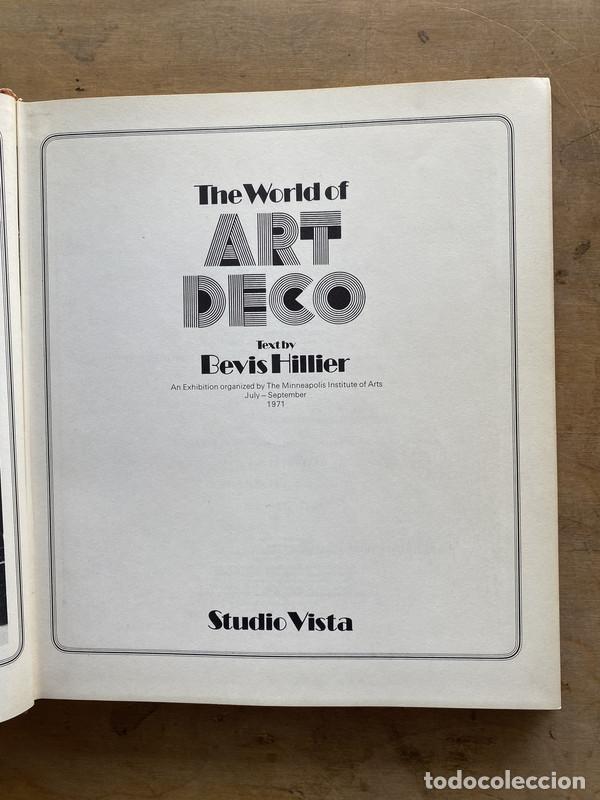 The World of
ART
DECO
Text by
Bevis Hillier
An Exhibition organized by The Minneapolis Institute of Arts
July – September
1971
Studio Vista
todocoleccion